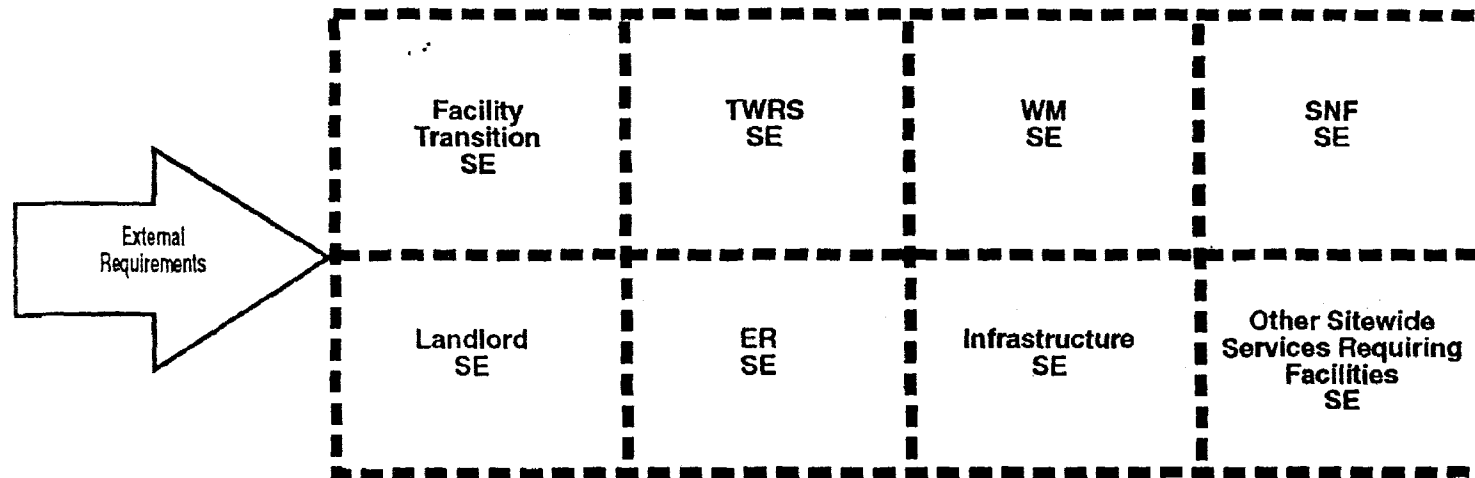 External
Requirements
Facility
Transition
SE
TWRS
SE
WM
SE
SNF
SE
Landlord
SE
ER
SE
Infrastructure
SE
Other Sitewide
Services Requiring
Facilities
SE